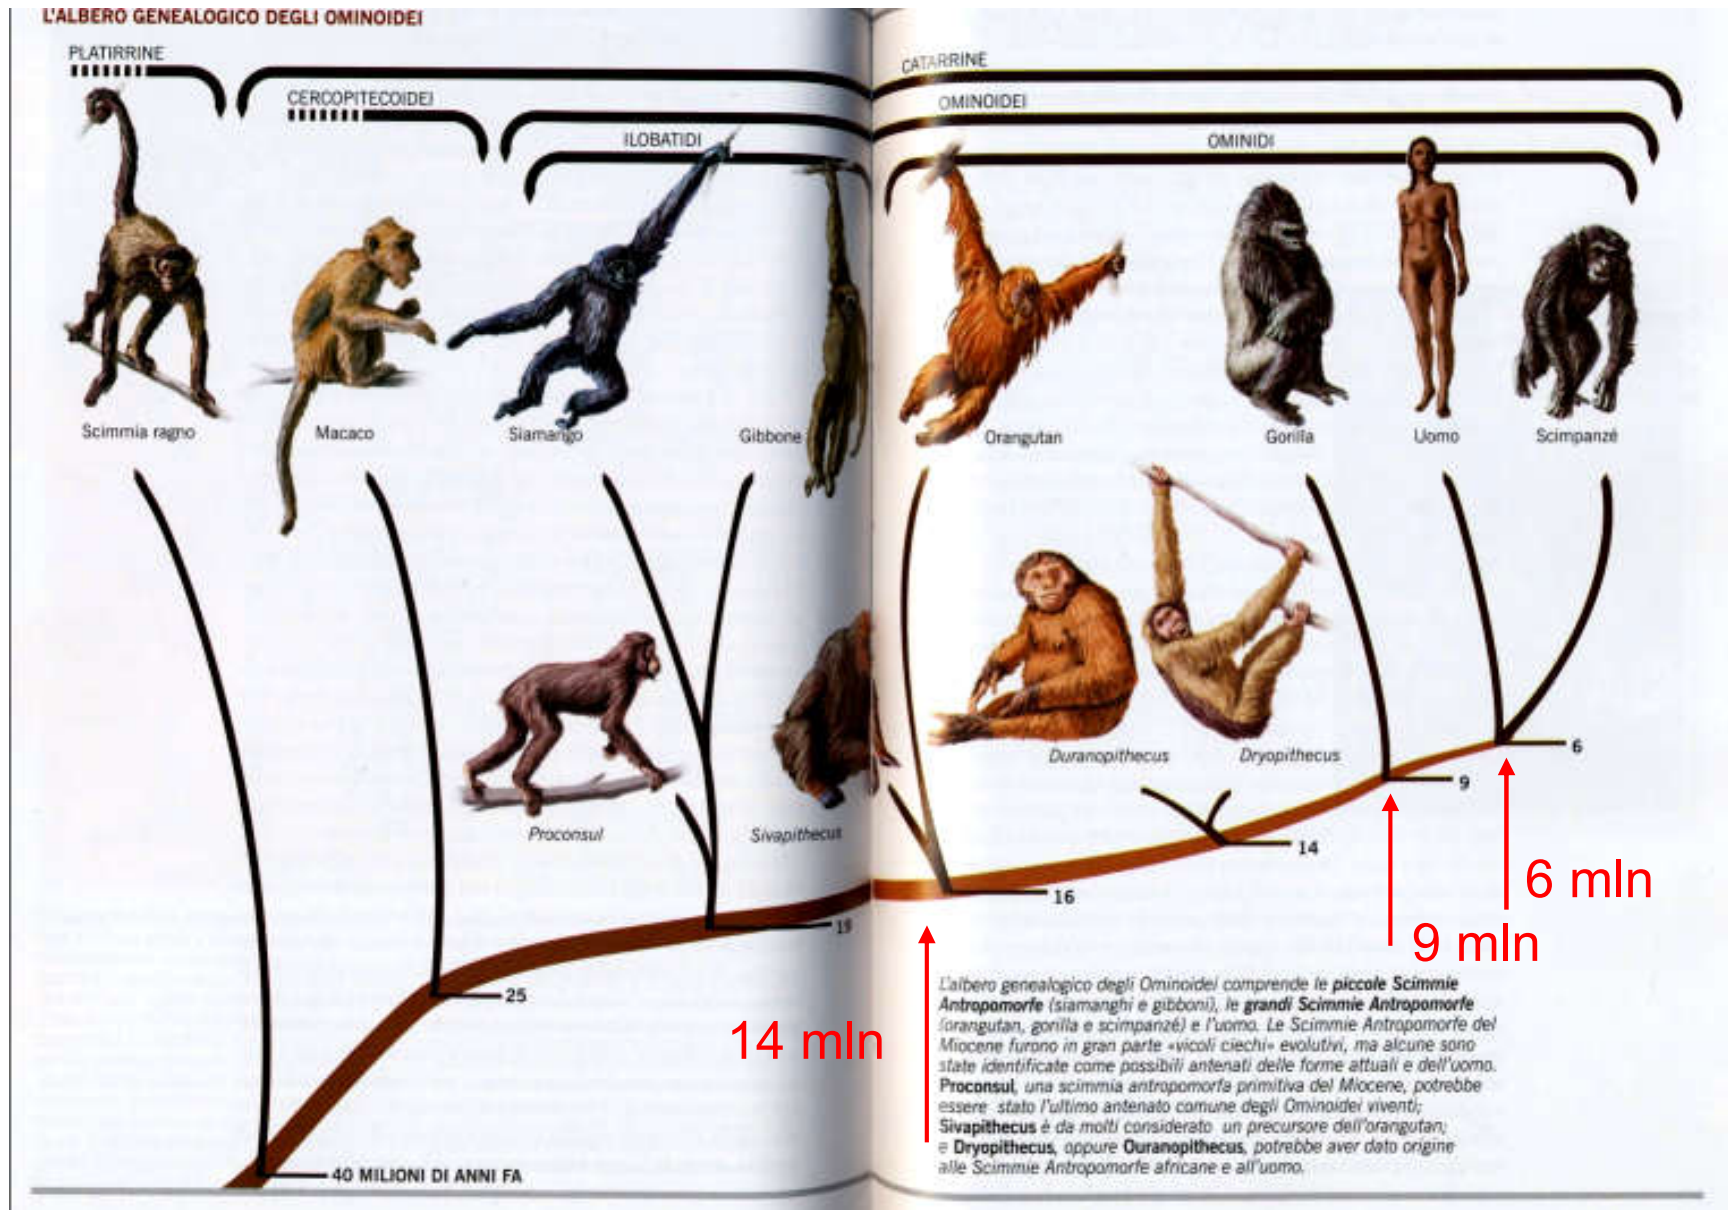 L'ALBERO GENEALOGICO DEGLI OMINOIDEI
PLATIRRINE
CATARRINE
CERCOPITECOIDEI
OMINOIDEI
ILOBATIDI
OMINIDI
Scimmia ragno
Macaco
Siamango
Gibbone
Orangutan
Gorilla
Uomo
Scimpanzé
Proconsul
Sivapithecus
Duranopithecus
Dryopithecus
6
9
14
16
19
25
40 MILIONI DI ANNI FA
6 mln
9 mln
14 mln
L'albero genealogico degli Ominoidei comprende le piccole Scimmie
Antropomorfe (siamanghi e gibboni), le grandi Scimmie Antropomorfe
(orangutan, gorilla e scimpanzé) e l'uomo. Le Scimmie Antropomorfe del
Miocene furono in gran parte «vicoli ciechi» evolutivi, ma alcune sono
state identificate come possibili antenati delle forme attuali e dell'uomo.
Proconsul, una scimmia antropomorfa primitiva del Miocene, potrebbe
essere stato l'ultimo antenato comune degli Ominoidei viventi;
Sivapithecus è da molti considerato un precursore dell'orangutan;
e Dryopithecus, oppure Ouranopithecus, potrebbe aver dato origine
alle Scimmie Antropomorfe africane e all'uomo.